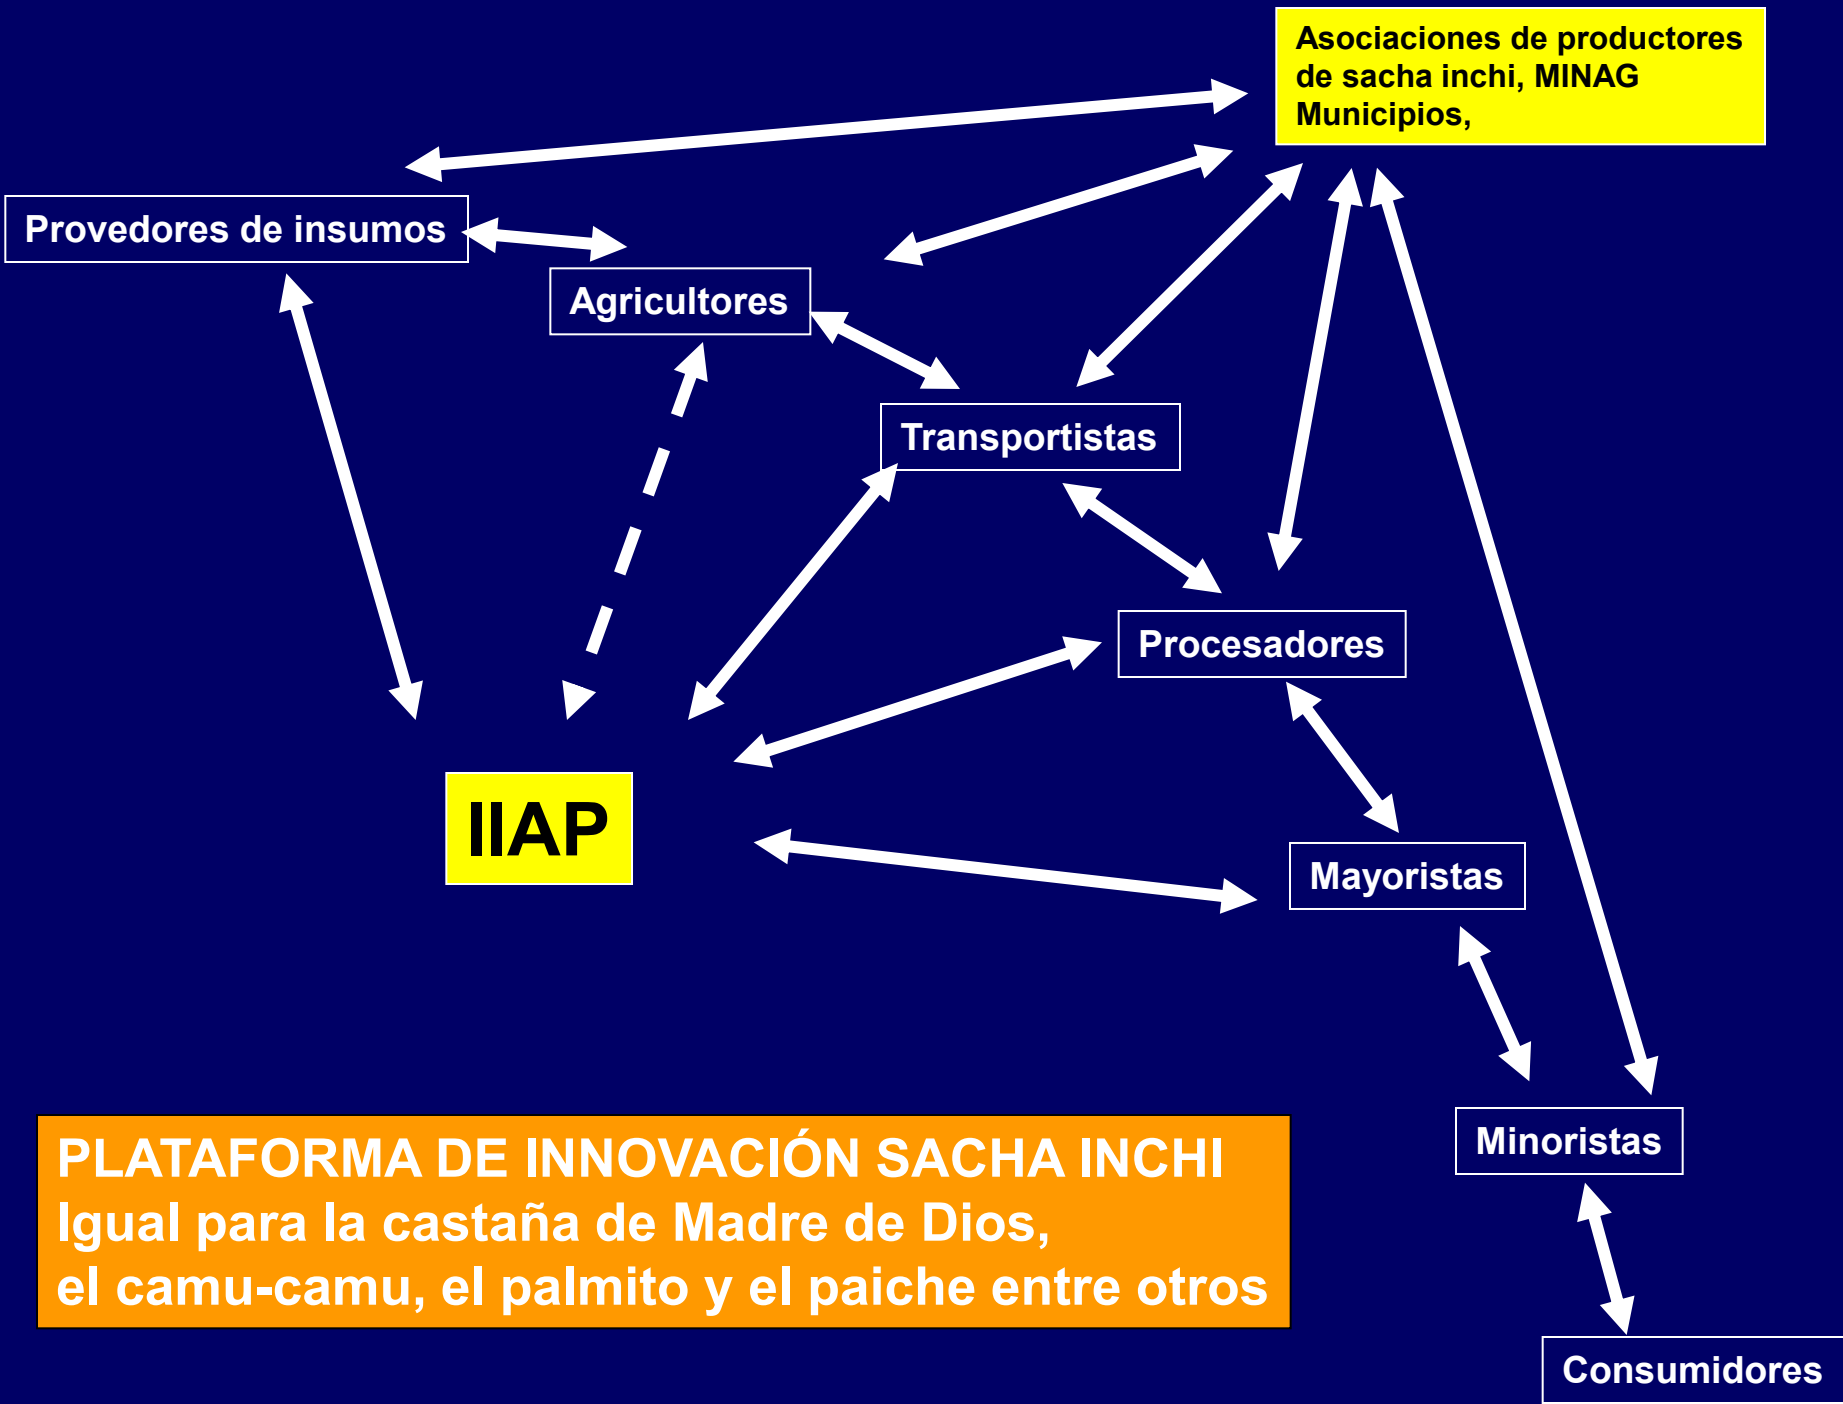 Asociaciones de productores
de sacha inchi, MINAG
Municipios,
Provedores de insumos
Agricultores
Transportistas
Procesadores
IIAP
Mayoristas
Minoristas
PLATAFORMA DE INNOVACIÓN SACHA INCHI
Igual para la castaña de Madre de Dios,
el camu-camu, el palmito y el paiche entre otros
Consumidores